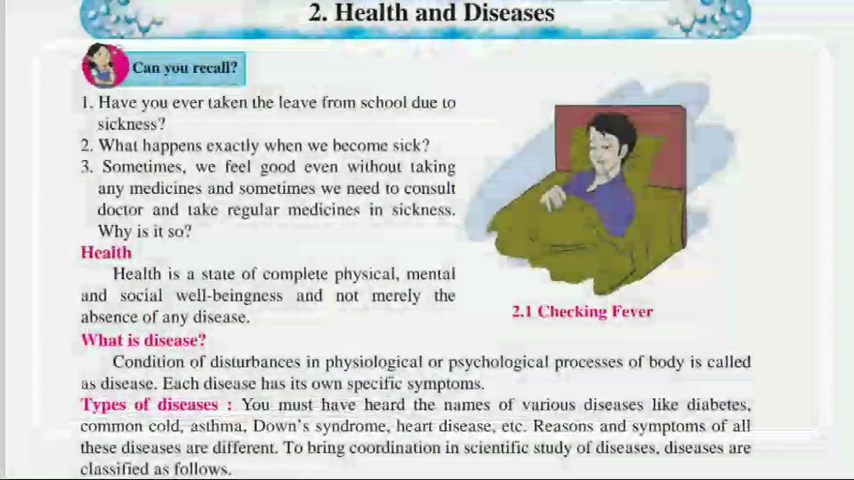 2. Health and Diseases
Can you recall?
1. Have you ever taken the leave from school due to
sickness?
2. What happens exactly when we become sick?
3. Sometimes, we feel good even without taking
any medicines and sometimes we need to consult
doctor and take regular medicines in sickness.
Why is it so?
Health
Health is a state of complete physical, mental
and social well-beingness and not merely the
absence of any disease.
2.1 Checking Fever
What is disease?
Condition of disturbances in physiological or psychological processes of body is called
as disease. Each disease has its own specific symptoms.
Types of diseases : You must have heard the names of various diseases like diabetes,
common cold, asthma, Down's syndrome, heart disease, etc. Reasons and symptoms of all
these diseases are different. To bring coordination in scientific study of diseases, diseases are
classified as follows.